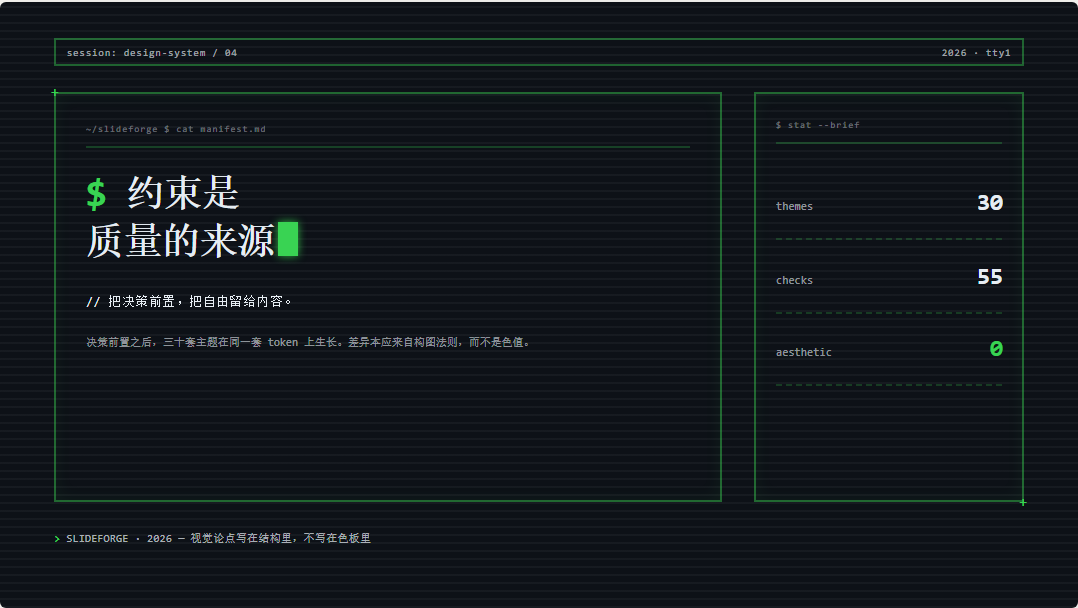 session: design-system / 04
2026 · tty1
~/slideforge $ cat manifest.md
$ 约束是
质量的来源
// 把决策前置，把自由留给内容。
决策前置之后，三十套主题在同一套 token 上生长。差异本应来自构图法则，而不是色值。
$ stat --brief
themes 30
checks 55
aesthetic 0
> SLIDEFORGE · 2026 — 视觉论点写在结构里，不写在色板里